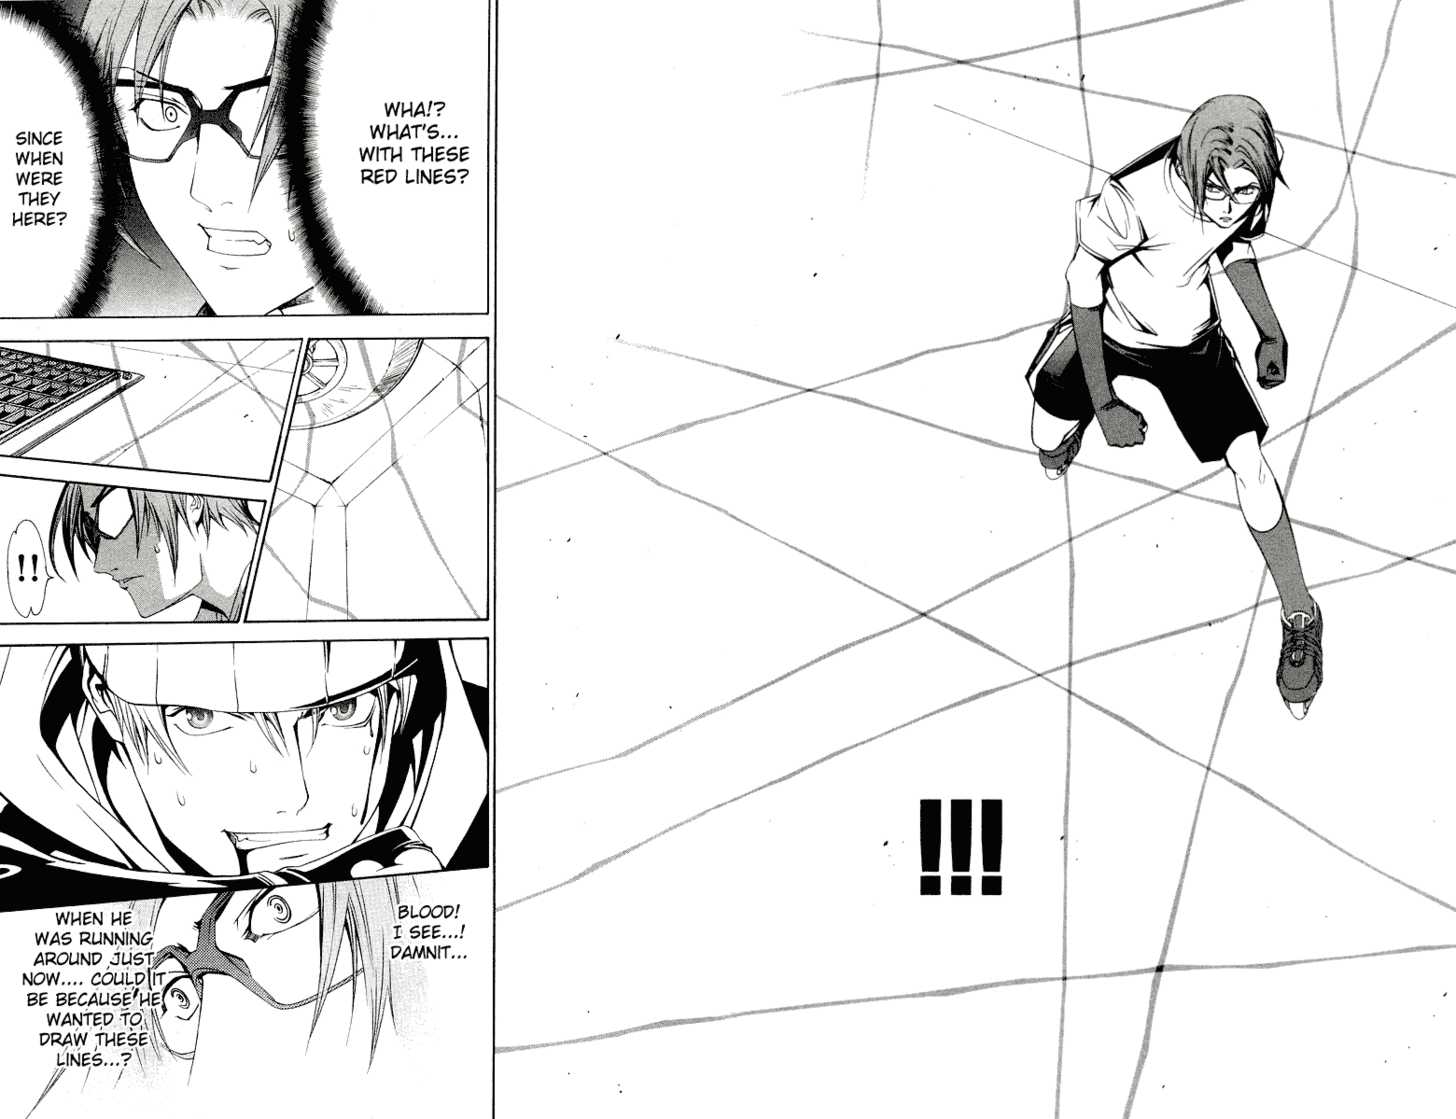 !!!
WHA!?
WHAT'S...
WITH THESE
RED LINES?
SINCE
WHEN
WERE
THEY
HERE?
!!
BLOOD!
I SEE...!
DAMNIT...
WHEN HE
WAS RUNNING
AROUND JUST
NOW.... COULD IT
BE BECAUSE HE
WANTED TO
DRAW THESE
LINES...?